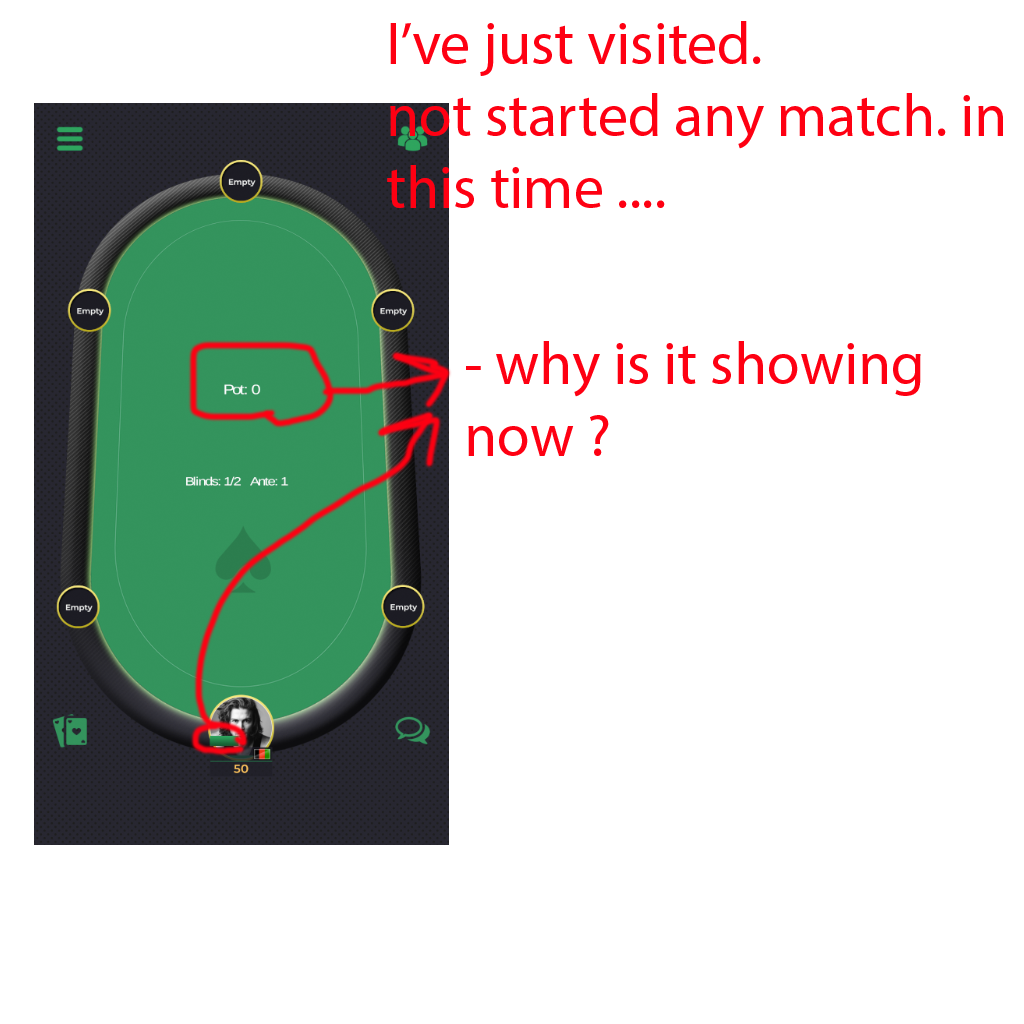 I've just visited.
not started any match. in
this time ....
Empty
Empty
Empty
Pot: 0
- why is it showing
now ?
Blinds: 1/2 Ante: 1
Empty
Empty
50